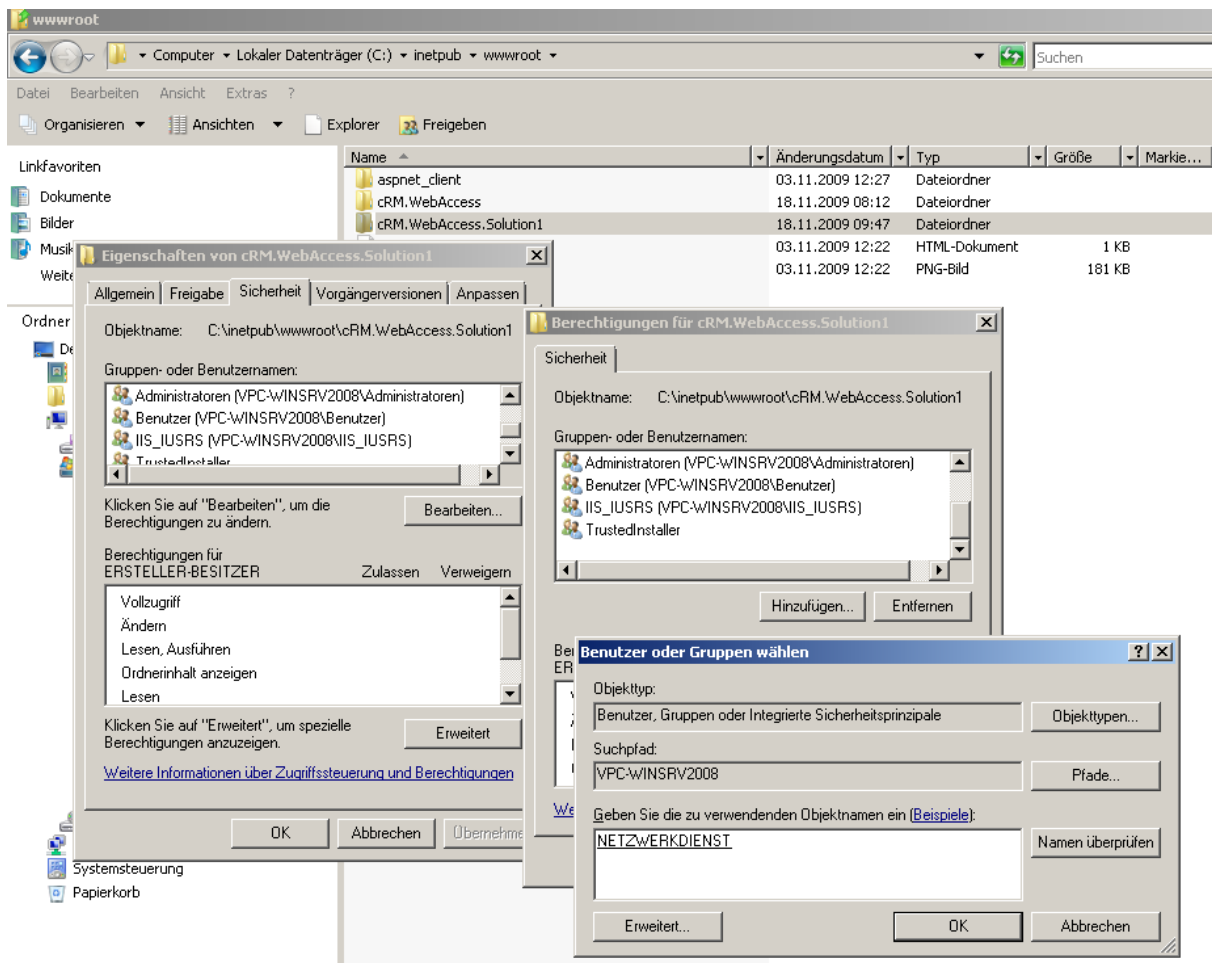 wwwroot
Computer Lokaler Datenträger (C:) inetpub wwwroot
Suchen
Datei Bearbeiten Ansicht Extras ?
Organisieren Ansichten Explorer Freigeben
Linkfavoriten
Dokumente
Bilder
Musik
Ordner
Systemsteuerung
Papierkorb
Name Änderungsdatum Typ Größe Markie...
aspnet_client 03.11.2009 12:27 Dateiordner
cRM.WebAccess 18.11.2009 08:12 Dateiordner
cRM.WebAccess.Solution1 18.11.2009 09:47 Dateiordner
03.11.2009 12:22 HTML-Dokument 1 KB
03.11.2009 12:22 PNG-Bild 181 KB
Eigenschaften von cRM.WebAccess.Solution1
Allgemein Freigabe Sicherheit Vorgängerversionen Anpassen
Objektname: C:\inetpub\wwwroot\cRM.WebAccess.Solution1
Gruppen- oder Benutzernamen:
Administratoren (VPC-WINSRV2008\Administratoren)
Benutzer (VPC-WINSRV2008\Benutzer)
IIS_IUSRS (VPC-WINSRV2008\IIS_IUSRS)
TrustedInstaller
Klicken Sie auf "Bearbeiten", um die
Berechtigungen zu ändern.
Bearbeiten...
Berechtigungen für
ERSTELLER-BESITZER Zulassen Verweigern
Vollzugriff
Ändern
Lesen, Ausführen
Ordnerinhalt anzeigen
Lesen
Klicken Sie auf "Erweitert", um spezielle
Berechtigungen anzuzeigen.
Erweitert
Weitere Informationen über Zugriffssteuerung und Berechtigungen
OK Abbrechen Übernehme
Berechtigungen für cRM.WebAccess.Solution1
Sicherheit
Objektname: C:\inetpub\wwwroot\cRM.WebAccess.Solution1
Gruppen- oder Benutzernamen:
Administratoren (VPC-WINSRV2008\Administratoren)
Benutzer (VPC-WINSRV2008\Benutzer)
IIS_IUSRS (VPC-WINSRV2008\IIS_IUSRS)
TrustedInstaller
Hinzufügen... Entfernen
Benutzer oder Gruppen wählen
Objekttyp:
Benutzer, Gruppen oder Integrierte Sicherheitsprinzipale
Objekttypen...
Suchpfad:
VPC-WINSRV2008
Pfade...
Geben Sie die zu verwendenden Objektnamen ein (Beispiele):
NETZWERKDIENST
Namen überprüfen
Erweitert... OK Abbrechen